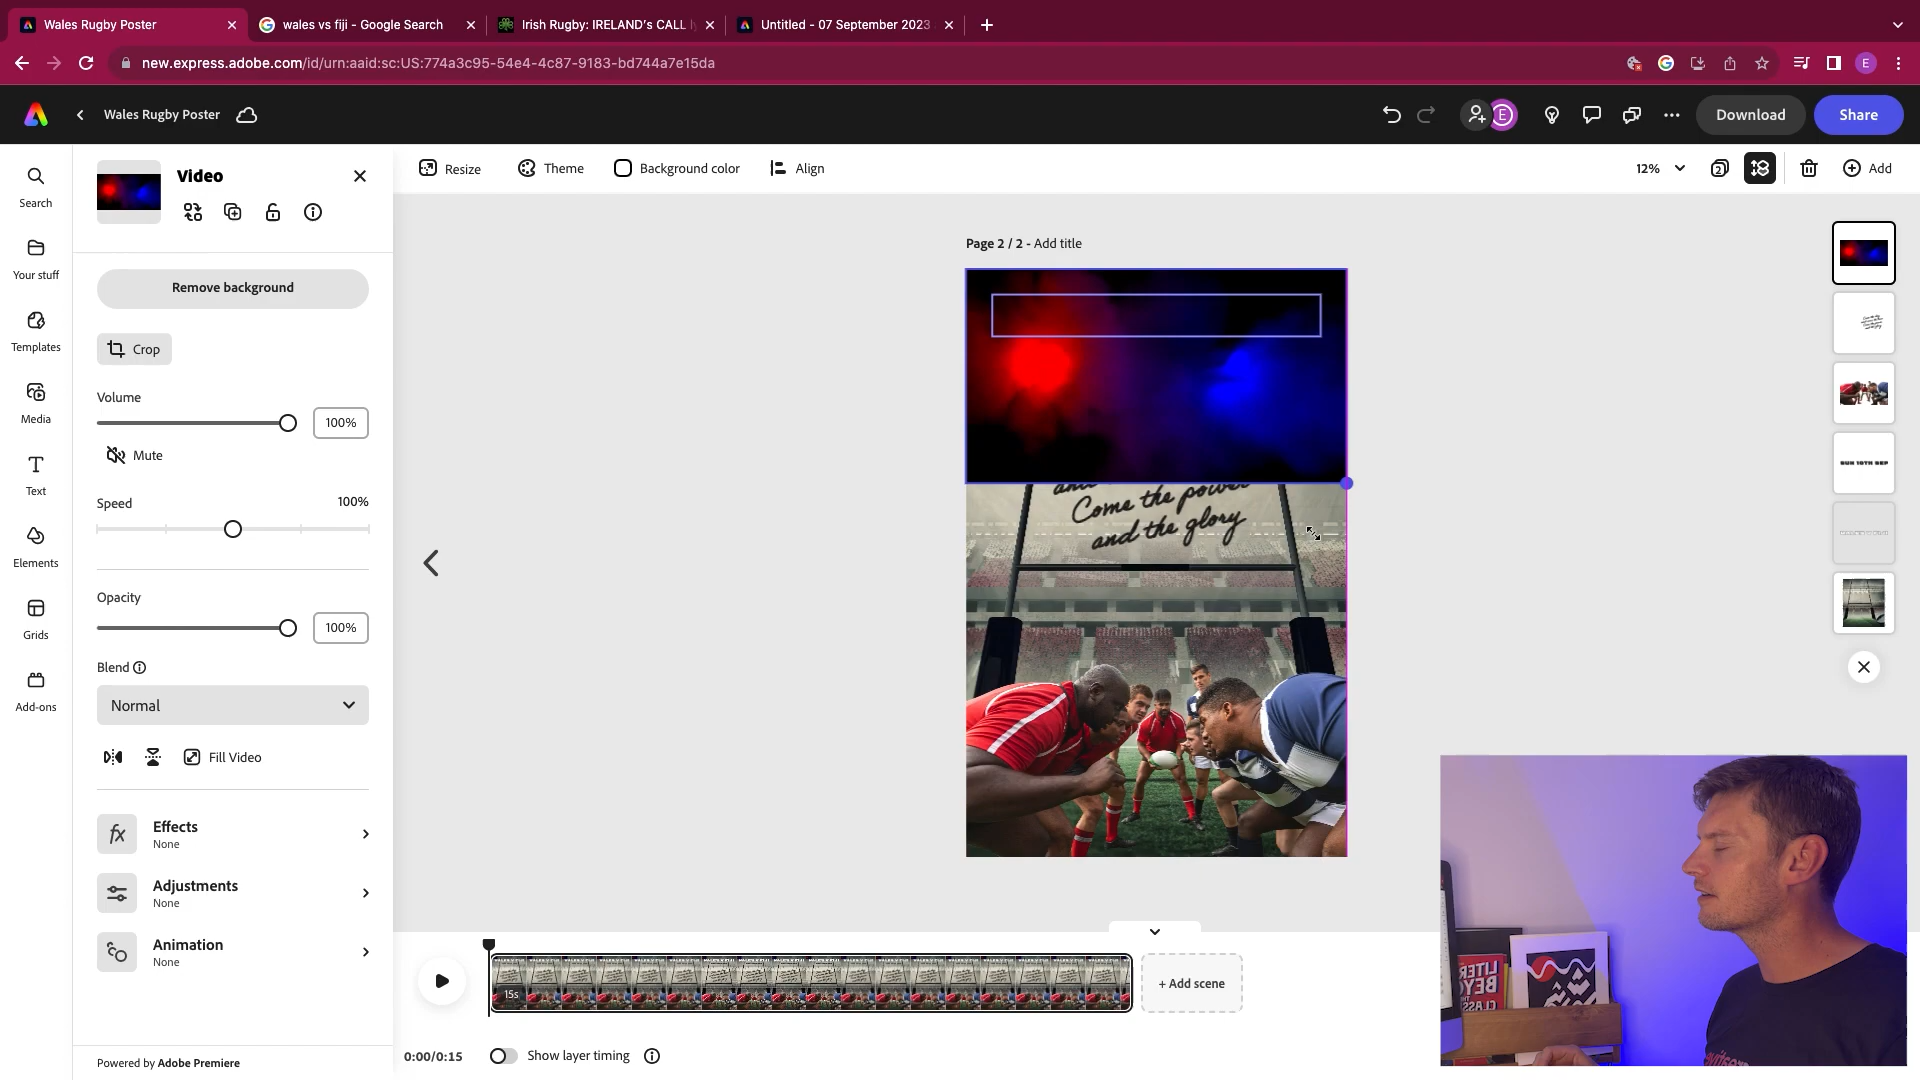 Wales Rugby Poster
wales vs fiji - Google Search
Irish Rugby: IRELAND's CALL
Untitled - 07 September 2023
new.express.adobe.com/id/urn:aaid:sc:US:774a3c95-54e4-4c87-9183-bd744a7e15da
E
Wales Rugby Poster
E
Download
Share
Search
Your stuff
Templates
Media
Text
Elements
Grids
Add-ons
Video
Remove background
Crop
Volume
100%
Mute
Speed
100%
Opacity
100%
Blend
Normal
Fill Video
Effects
None
Adjustments
None
Animation
None
Powered by Adobe Premiere
Resize
Theme
Background color
Align
12%
2
Add
Page 2 / 2 - Add title
Come the power
and the glory
SUN 10TH SEP
15s
+ Add scene
0:00/0:15
Show layer timing